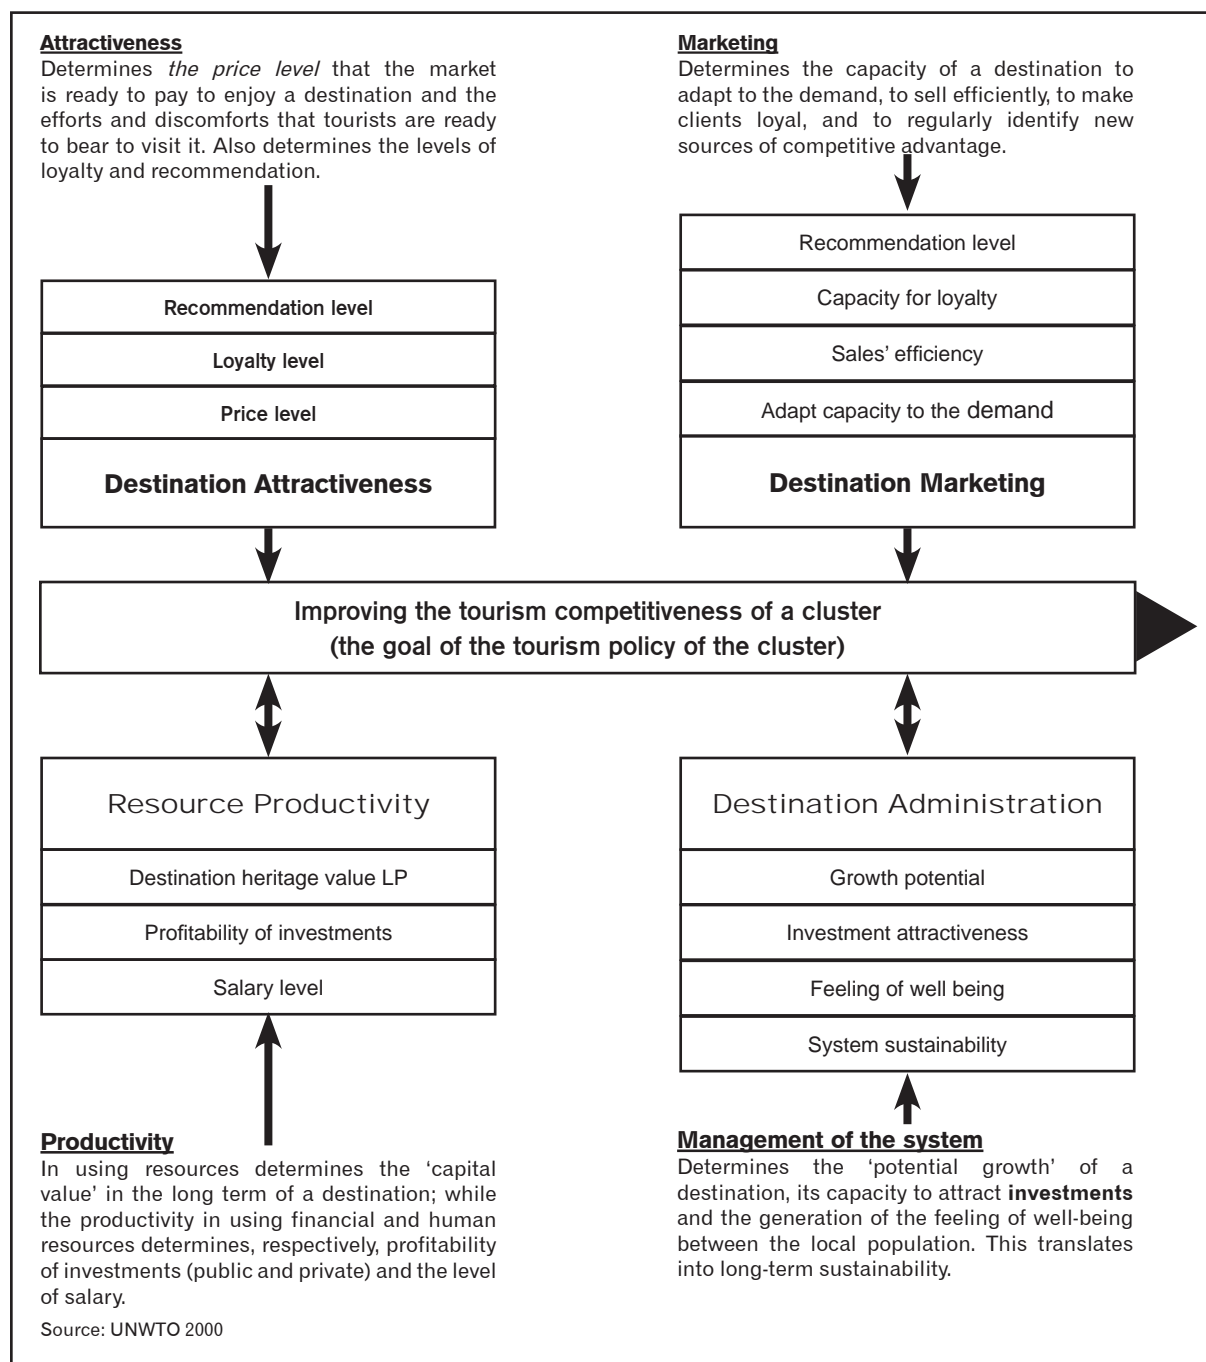 Attractiveness
Determines the price level that the market
is ready to pay to enjoy a destination and the
efforts and discomforts that tourists are ready
to bear to visit it. Also determines the levels of
loyalty and recommendation.
Recommendation level
Loyalty level
Price level
Destination Attractiveness
Marketing
Determines the capacity of a destination to
adapt to the demand, to sell efficiently, to make
clients loyal, and to regularly identify new
sources of competitive advantage.
Recommendation level
Capacity for loyalty
Sales’ efficiency
Adapt capacity to the demand
Destination Marketing
Improving the tourism competitiveness of a cluster
(the goal of the tourism policy of the cluster)
Resource Productivity
Destination heritage value LP
Profitability of investments
Salary level
Productivity
In using resources determines the ‘capital
value’ in the long term of a destination; while
the productivity in using financial and human
resources determines, respectively, profitability
of investments (public and private) and the level
of salary.
Destination Administration
Growth potential
Investment attractiveness
Feeling of well being
System sustainability
Management of the system
Determines the ‘potential growth’ of a
destination, its capacity to attract investments
and the generation of the feeling of well-being
between the local population. This translates
into long-term sustainability.
Source: UNWTO 2000